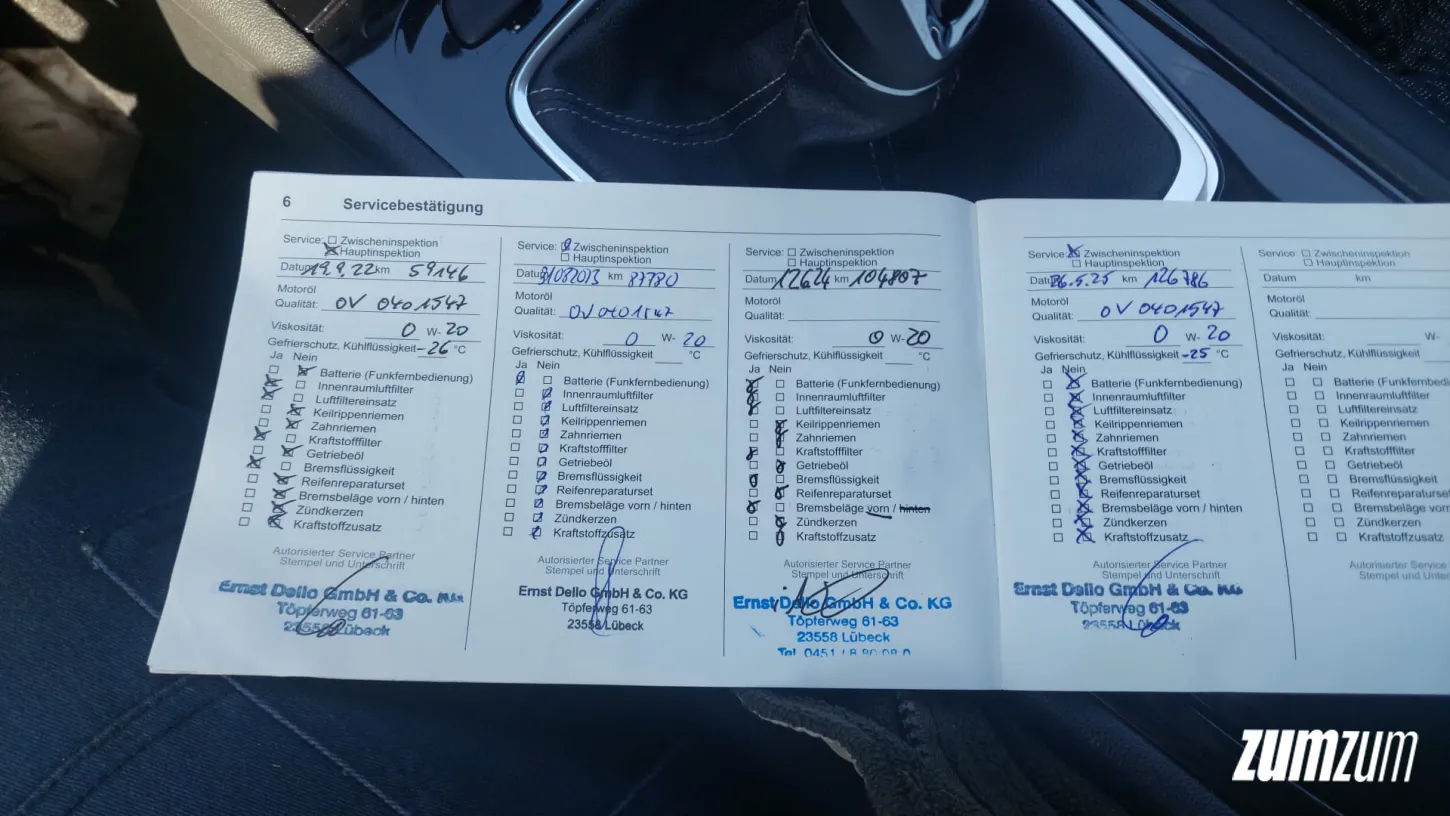 6 Servicebestätigung
Service: Zwischeninspektion
Hauptinspektion
Datum 19.9.22 km 59146
Motoröl
Qualität: OV 0401547
Viskosität: 0 W- 20
Gefrierschutz, Kühlflüssigkeit -26 °C
Ja Nein
Batterie (Funkfernbedienung)
Innenraumluftfilter
Luftfiltereinsatz
Keilrippenriemen
Zahnriemen
Kraftstofffilter
Getriebeöl
Bremsflüssigkeit
Reifenreparaturset
Bremsbeläge vorn / hinten
Zündkerzen
Kraftstoffzusatz
Autorisierter Service Partner
Stempel und Unterschrift
Ernst Dello GmbH & Co. KG
Töpferweg 61-63
23558 Lübeck
Service: Zwischeninspektion
Hauptinspektion
Datum km 87780
Motoröl
Qualität: OV 0401547
Viskosität: 0 W- 20
Gefrierschutz, Kühlflüssigkeit °C
Ja Nein
Batterie (Funkfernbedienung)
Innenraumluftfilter
Luftfiltereinsatz
Keilrippenriemen
Zahnriemen
Kraftstofffilter
Getriebeöl
Bremsflüssigkeit
Reifenreparaturset
Bremsbeläge vorn / hinten
Zündkerzen
Kraftstoffzusatz
Autorisierter Service Partner
Stempel und Unterschrift
Ernst Dello GmbH & Co. KG
Töpferweg 61-63
23558 Lübeck
Service: Zwischeninspektion
Hauptinspektion
Datum 12624 km 104807
Motoröl
Qualität:
Viskosität: 0 W- 20
Gefrierschutz, Kühlflüssigkeit °C
Ja Nein
Batterie (Funkfernbedienung)
Innenraumluftfilter
Luftfiltereinsatz
Keilrippenriemen
Zahnriemen
Kraftstofffilter
Getriebeöl
Bremsflüssigkeit
Reifenreparaturset
Bremsbeläge vorn / hinten
Zündkerzen
Kraftstoffzusatz
Autorisierter Service Partner
Stempel und Unterschrift
Ernst Dello GmbH & Co. KG
Töpferweg 61-63
23558 Lübeck
Tel. 0451 /
Service: Zwischeninspektion
Hauptinspektion
Datum 26.5.25 km 126786
Motoröl
Qualität: OV 0401547
Viskosität: 0 W- 20
Gefrierschutz, Kühlflüssigkeit -25 °C
Ja Nein
Batterie (Funkfernbedienung)
Innenraumluftfilter
Luftfiltereinsatz
Keilrippenriemen
Zahnriemen
Kraftstofffilter
Getriebeöl
Bremsflüssigkeit
Reifenreparaturset
Bremsbeläge vorn / hinten
Zündkerzen
Kraftstoffzusatz
Autorisierter Service Partner
Stempel und Unterschrift
Ernst Dello GmbH & Co. KG
Töpferweg 61-63
23558 Lübeck
Service: Zwischeninspektion
Hauptinspektion
Datum km
Motoröl
Qualität:
Viskosität: W-
Gefrierschutz, Kühlflüssigkeit
Ja Nein
Batterie (Funkfernbedi
Innenraumluftfilter
Luftfiltereinsatz
Keilrippenriemen
Zahnriemen
Kraftstofffilter
Getriebeöl
Bremsflüssigkeit
Reifenreparaturset
Bremsbeläge vorn
Zündkerzen
Kraftstoffzusatz
Autorisierter Service
Stempel und Unters
zumzum